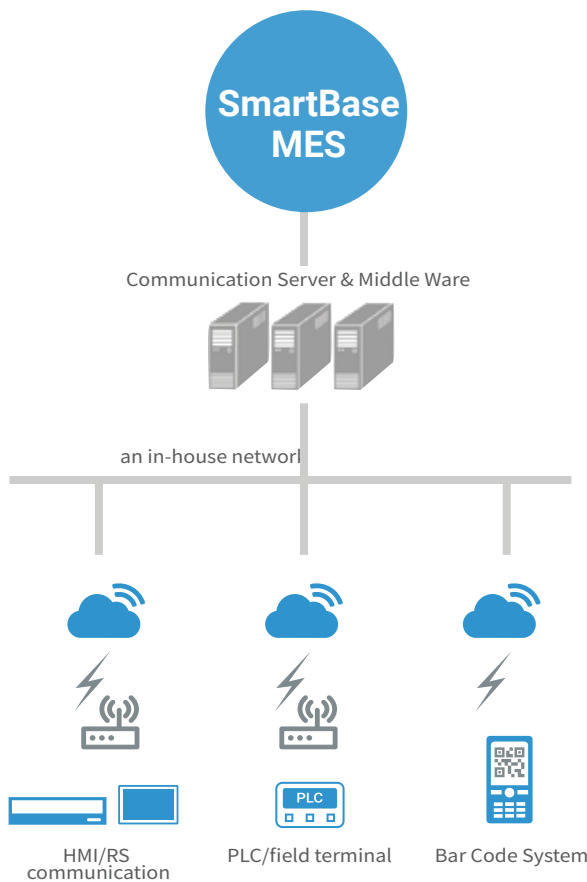 SmartBase
MES
Communication Server & Middle Ware
an in-house network
PLC
HMI/RS
communication
PLC/field terminal
Bar Code System